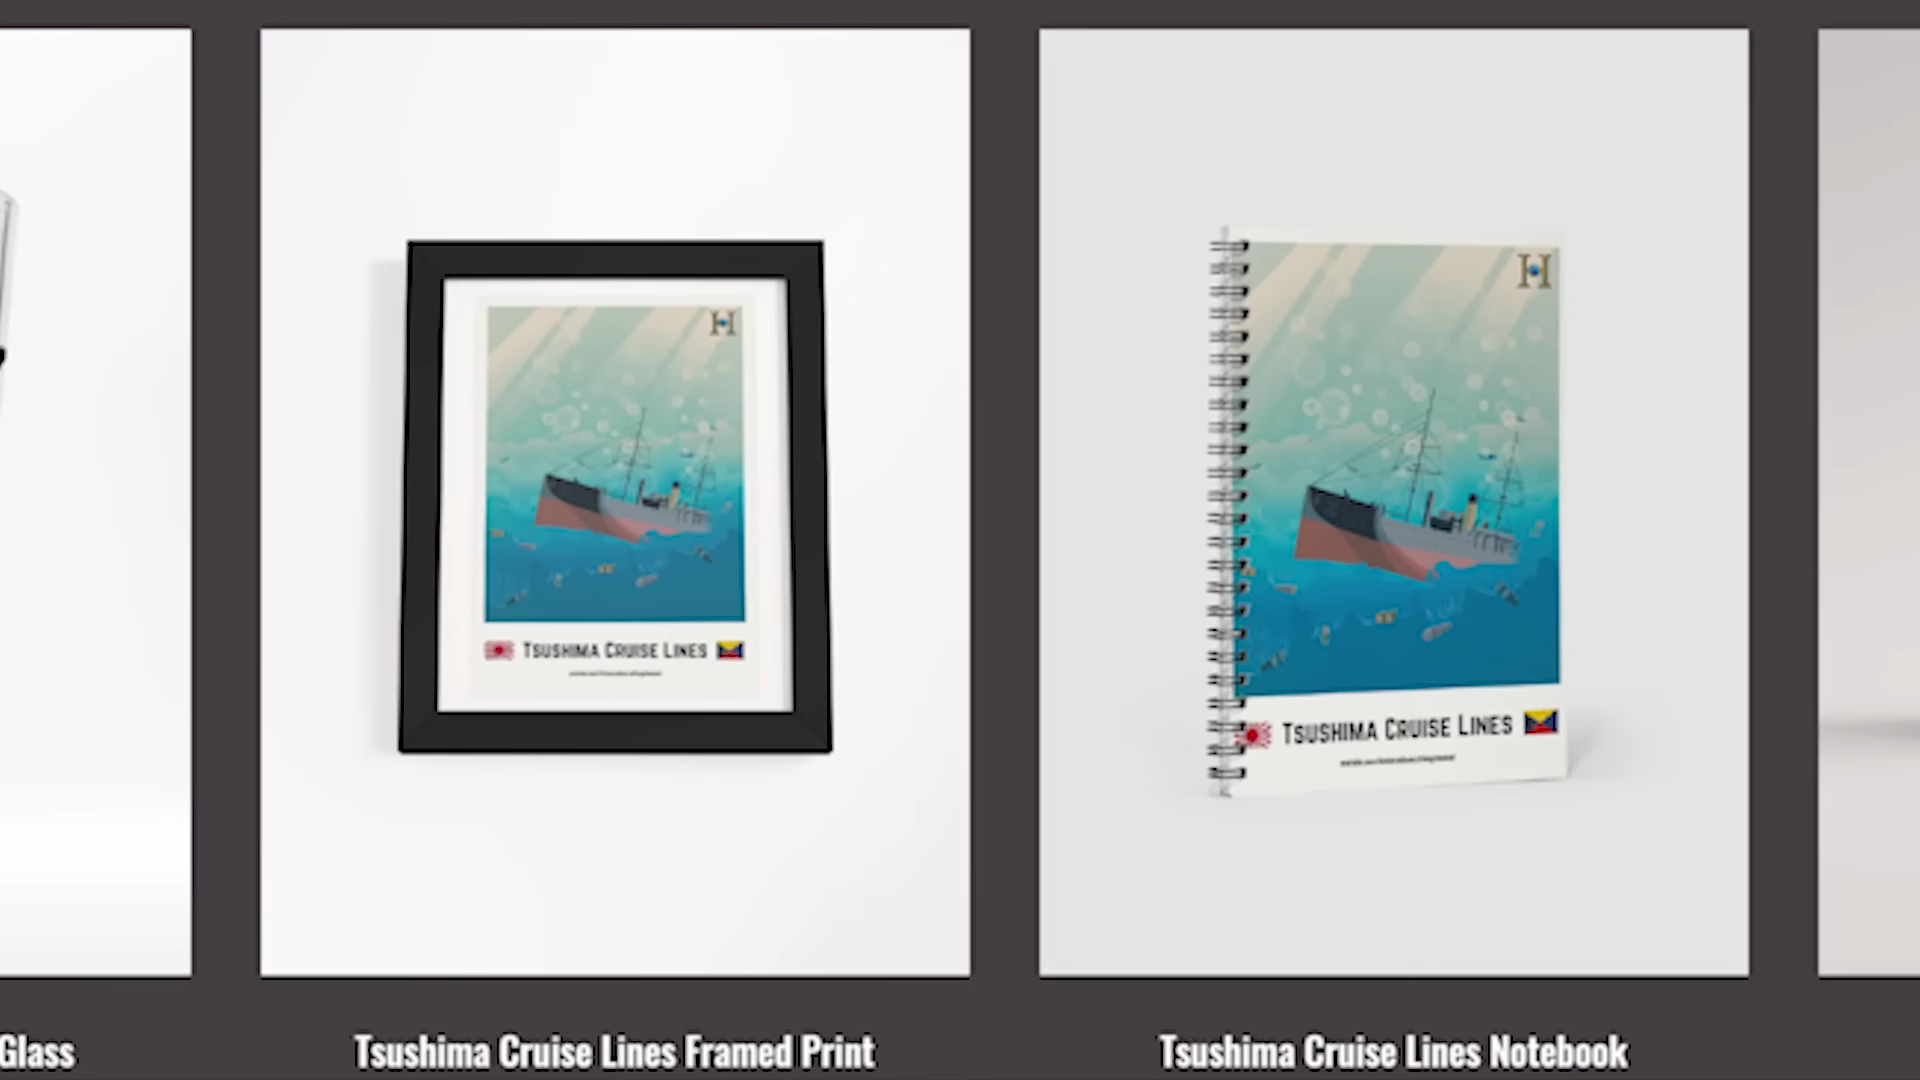 H
H
TSUSHIMA CRUISE LINES
TSUSHIMA CRUISE LINES
Glass
Tsushima Cruise Lines Framed Print
Tsushima Cruise Lines Notebook